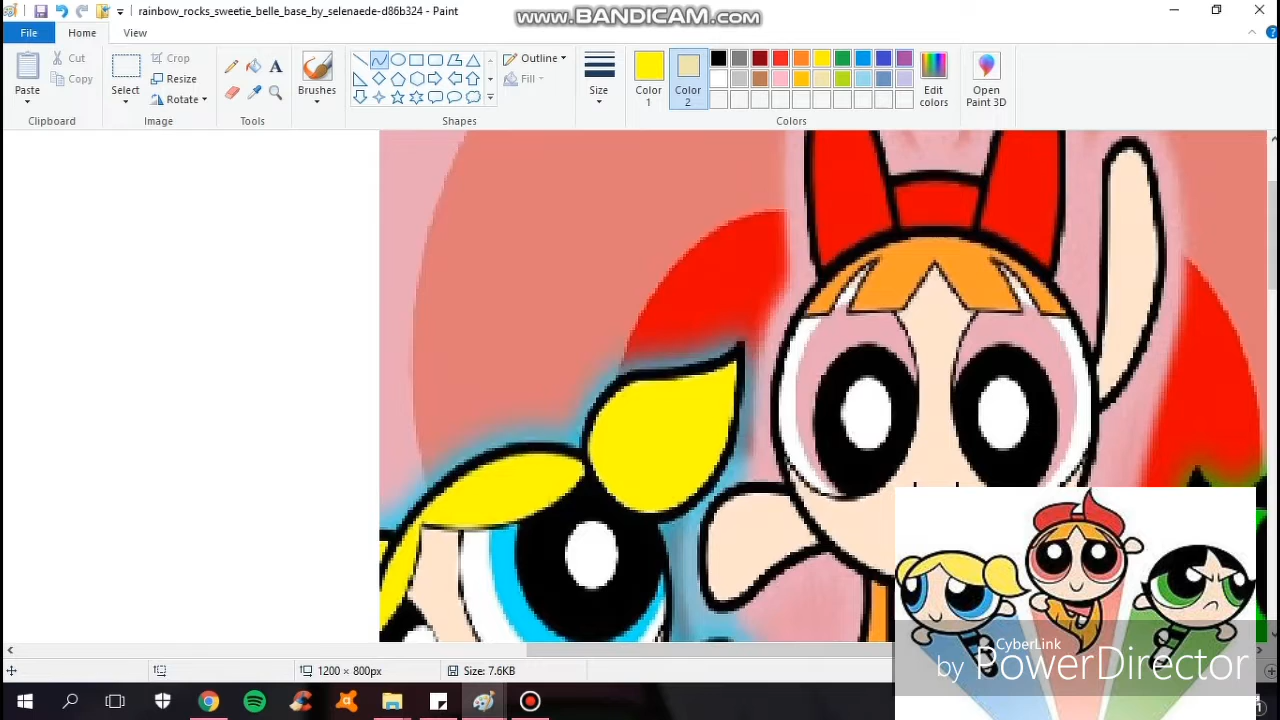 rainbow_rocks_sweetie_belle_base_by_selenaede-d86b324 - Paint
www.BANDICAM.com
File
Home
View
Paste
Cut
Copy
Clipboard
Select
Crop
Resize
Rotate
Image
A
Tools
Brushes
Outline
Fill
Shapes
Size
Color 1
Color 2
Edit colors
Colors
Open Paint 3D
CyberLink
by PowerDirector
1200 × 800px
Size: 7.6KB